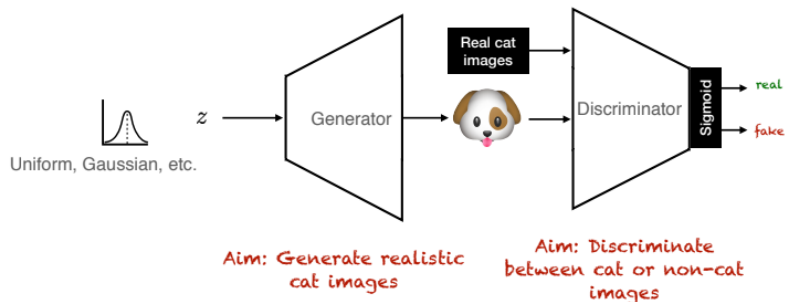 Real cat
images
real
Discriminator
Sigmoid
z
Generator
fake
Uniform, Gaussian, etc.
Aim: Generate realistic
cat images
Aim: Discriminate
between cat or non-cat
images